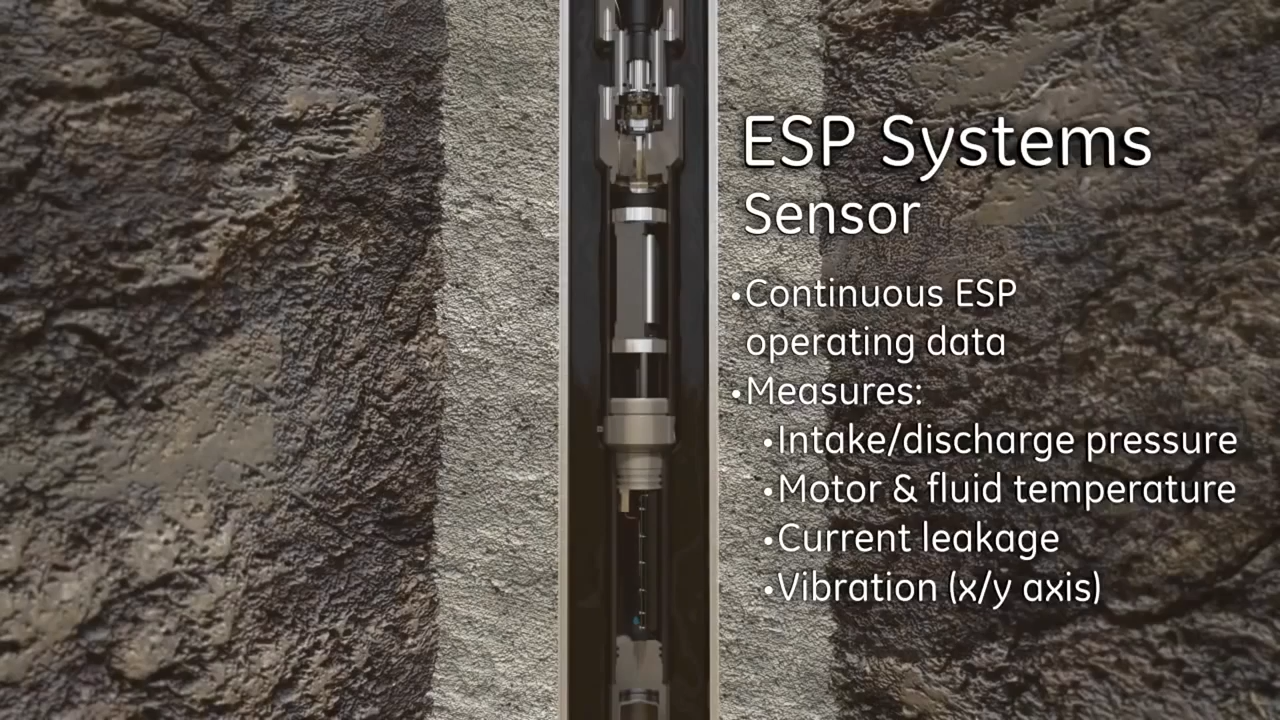 ESP Systems
Sensor
•Continuous ESP
operating data
•Measures:
•Intake/discharge pressure
•Motor & fluid temperature
•Current leakage
•Vibration (x/y axis)